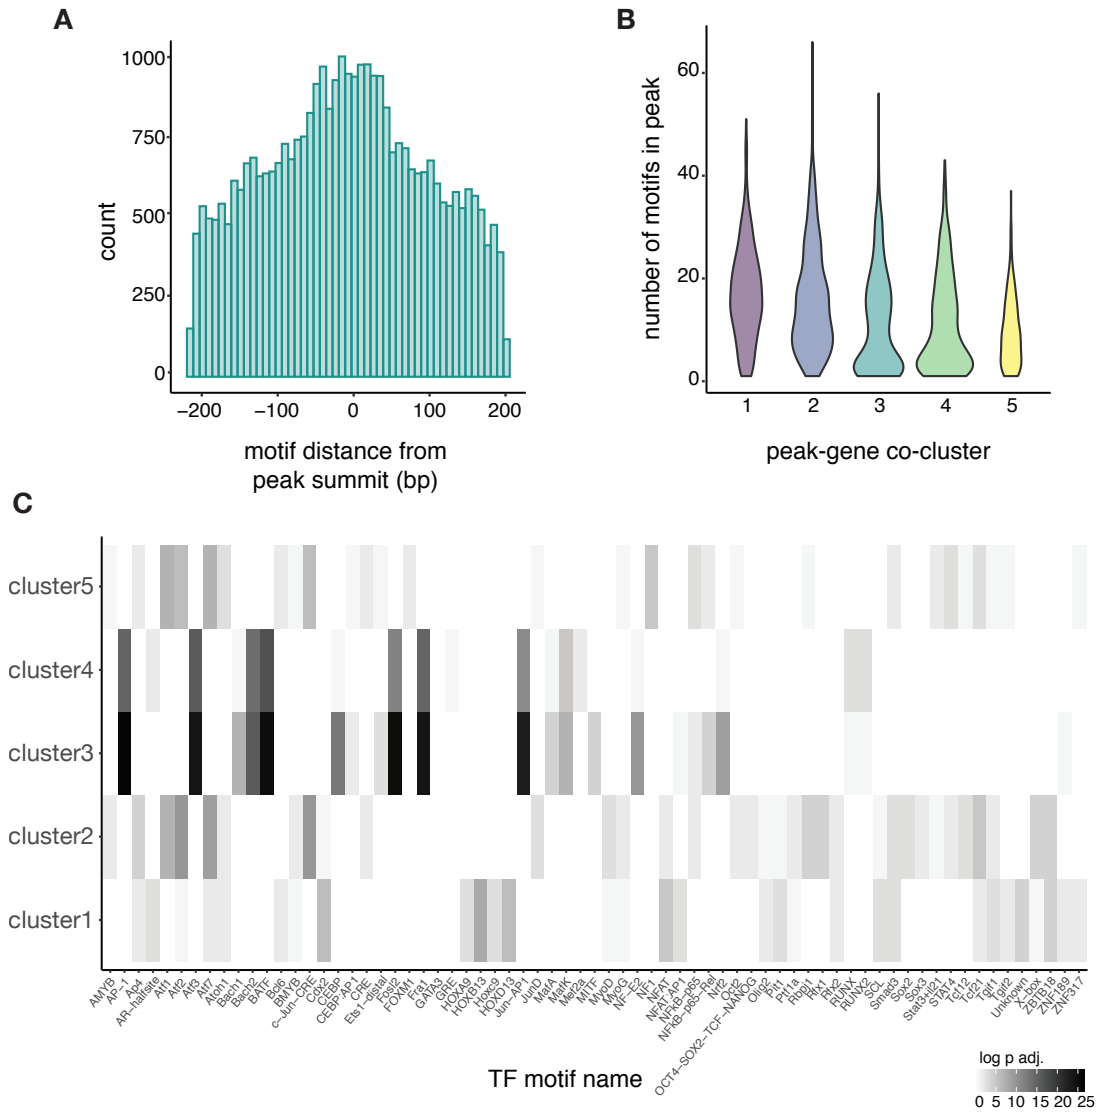 A
1000
750
500
250
0
count
−200
−100
0
100
200
motif distance from
peak summit (bp)
B
60
40
20
0
number of motifs in peak
1
2
3
4
5
peak-gene co-cluster
C
cluster5
cluster4
cluster3
cluster2
cluster1
AMYB
AP−1
Ap4
AR−halfsite
Atf1
Atf2
Atf3
Atf7
Atoh1
Bach1
Bach2
BATF
Bcl6
BMYB
c−Jun−CRE
Cdx2
CEBP
CEBP−AP1
CRE
Ets1−distal
Fosl2
FOXM1
Fra1
GATA3
GRE
HOXA9
HOXB13
Hoxc9
HOXD13
Jun−AP1
JunD
MafA
MafK
Mef2a
MITF
MyoD
MyoG
NF−E2
NF1
NFAT
NFAT−AP1
NFkB−p65
NFkB−p65−Rel
Nrf2
Oct2
OCT4−SOX2−TCF−NANOG
Olig2
Pit1
Ptf1a
Rbpj1
Rfx1
Rfx2
RUNX
RUNX2
SCL
Smad3
Sox2
Sox3
Stat3+il21
STAT4
Tcf12
Tcf21
Tgif1
Tgif2
Unknown
X−box
ZBTB18
ZNF189
ZNF317
TF motif name
log p adj.
0 5 10 15 20 25